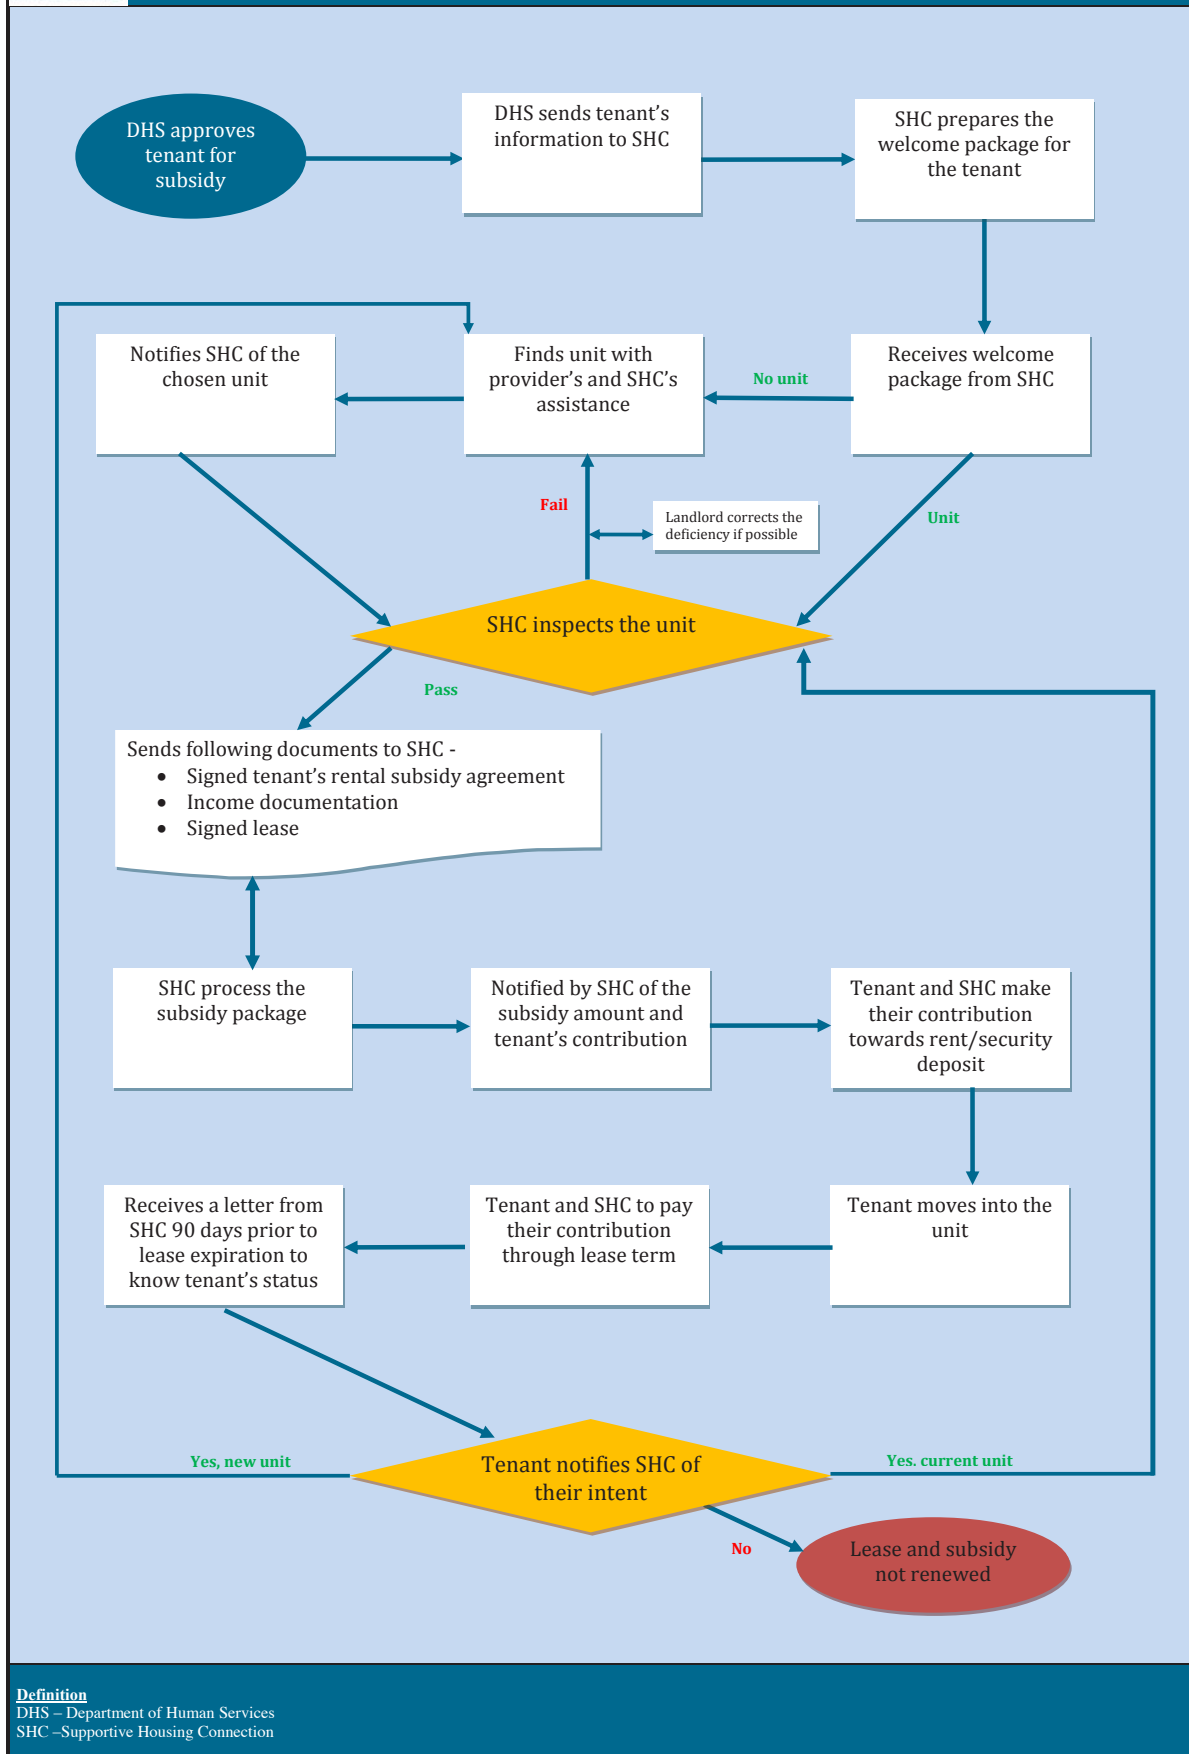 DHS approves
tenant for
subsidy
DHS sends tenant’s
information to SHC
SHC prepares the
welcome package for
the tenant
Notifies SHC of the
chosen unit
Finds unit with
provider’s and SHC’s
assistance
No unit
Receives welcome
package from SHC
Fail
Landlord corrects the
deficiency if possible
Unit
SHC inspects the unit
Pass
Sends following documents to SHC -
• Signed tenant’s rental subsidy agreement
• Income documentation
• Signed lease
SHC process the
subsidy package
Notified by SHC of the
subsidy amount and
tenant’s contribution
Tenant and SHC make
their contribution
towards rent/security
deposit
Receives a letter from
SHC 90 days prior to
lease expiration to
know tenant’s status
Tenant and SHC to pay
their contribution
through lease term
Tenant moves into the
unit
Yes, new unit
Tenant notifies SHC of
their intent
Yes. current unit
No
Lease and subsidy
not renewed
Definition
DHS – Department of Human Services
SHC –Supportive Housing Connection